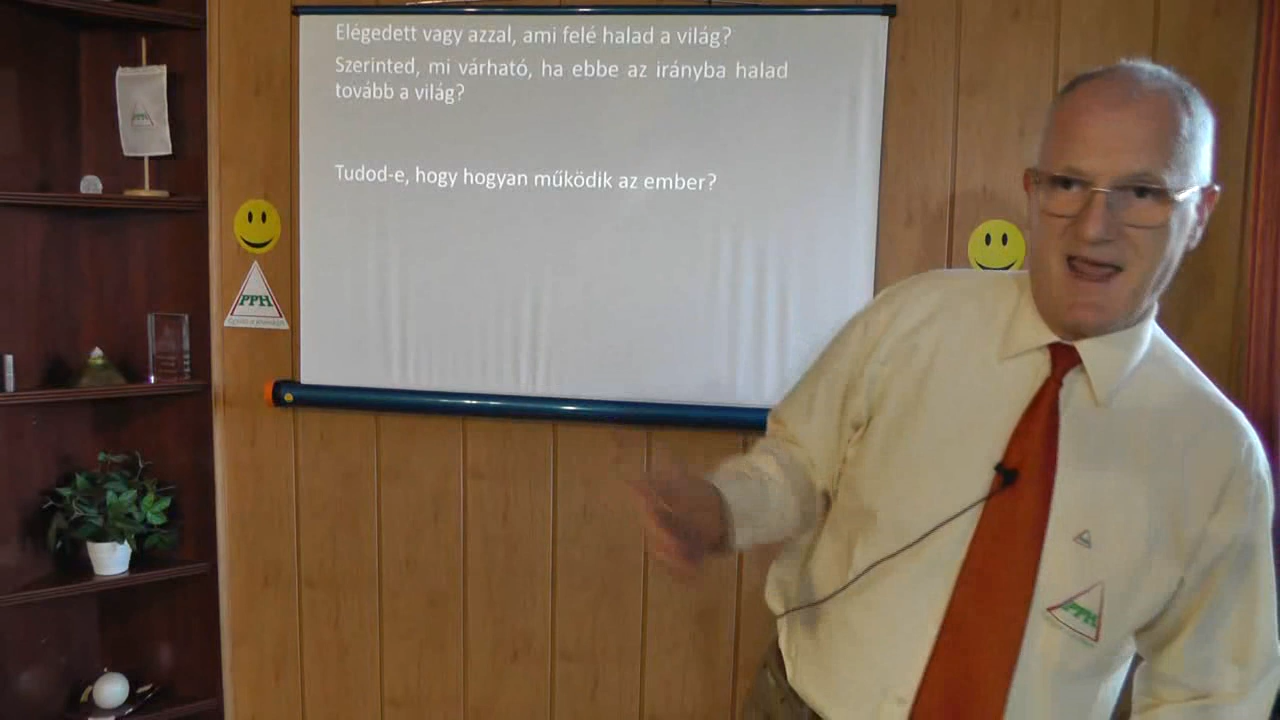 Elégedett vagy azzal, ami felé halad a világ?
Szerinted, mi várható, ha ebbe az irányba halad
tovább a világ?
Tudod-e, hogy hogyan működik az ember?
PPH
PPH